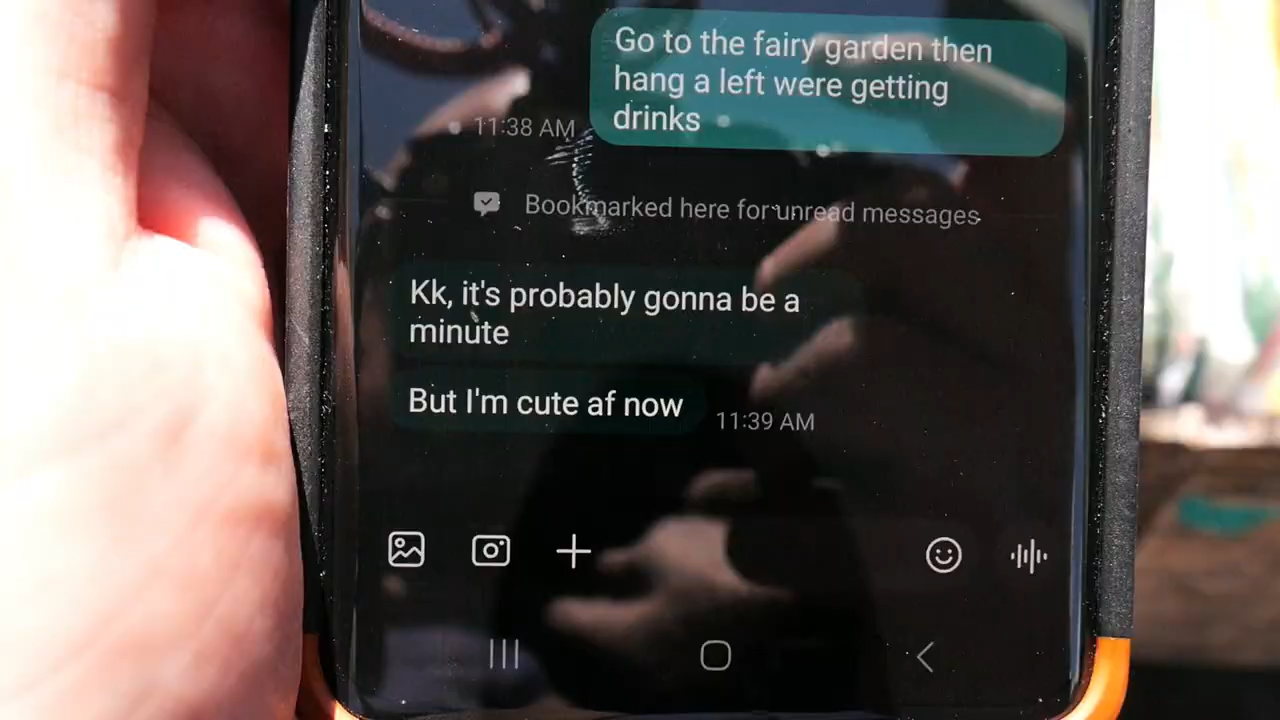 Go to the fairy garden then
hang a left were getting
drinks
11:38 AM
Bookmarked here for unread messages
Kk, it's probably gonna be a
minute
But I'm cute af now
11:39 AM